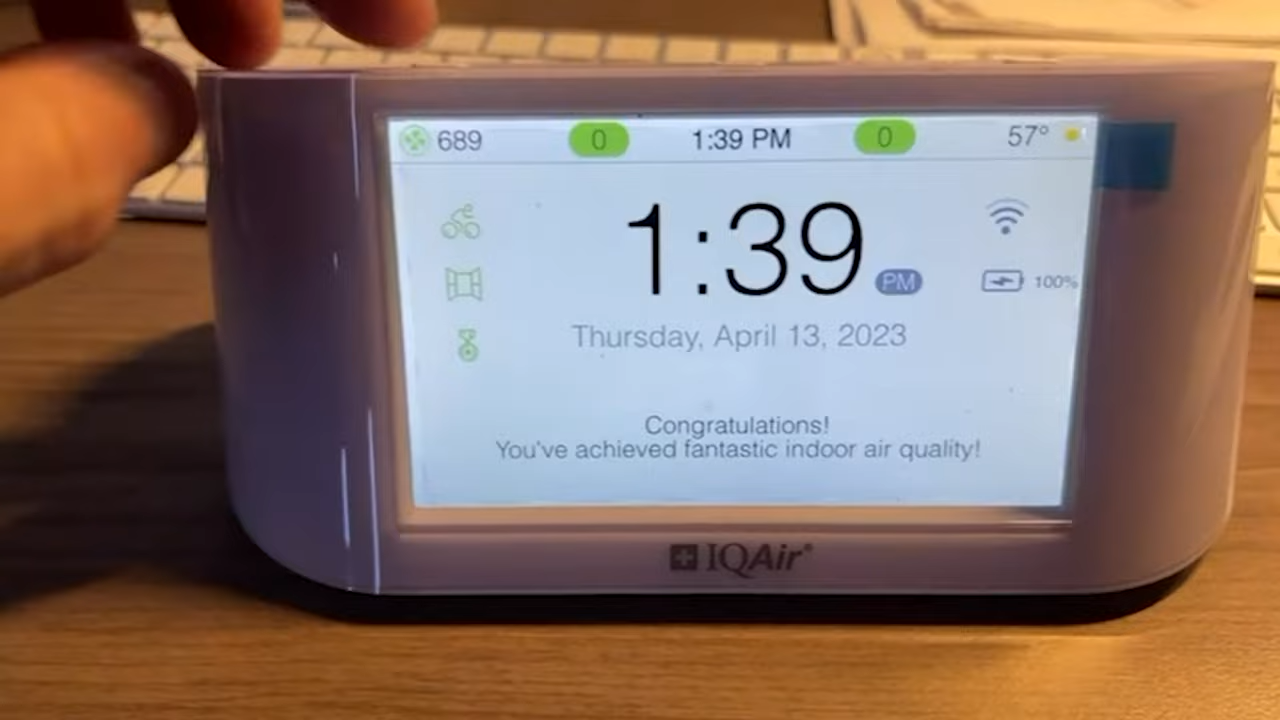 689 0 1:39 PM 0 57°
1:39 PM
100%
Thursday, April 13, 2023
Congratulations!
You've achieved fantastic indoor air quality!
IQAir®